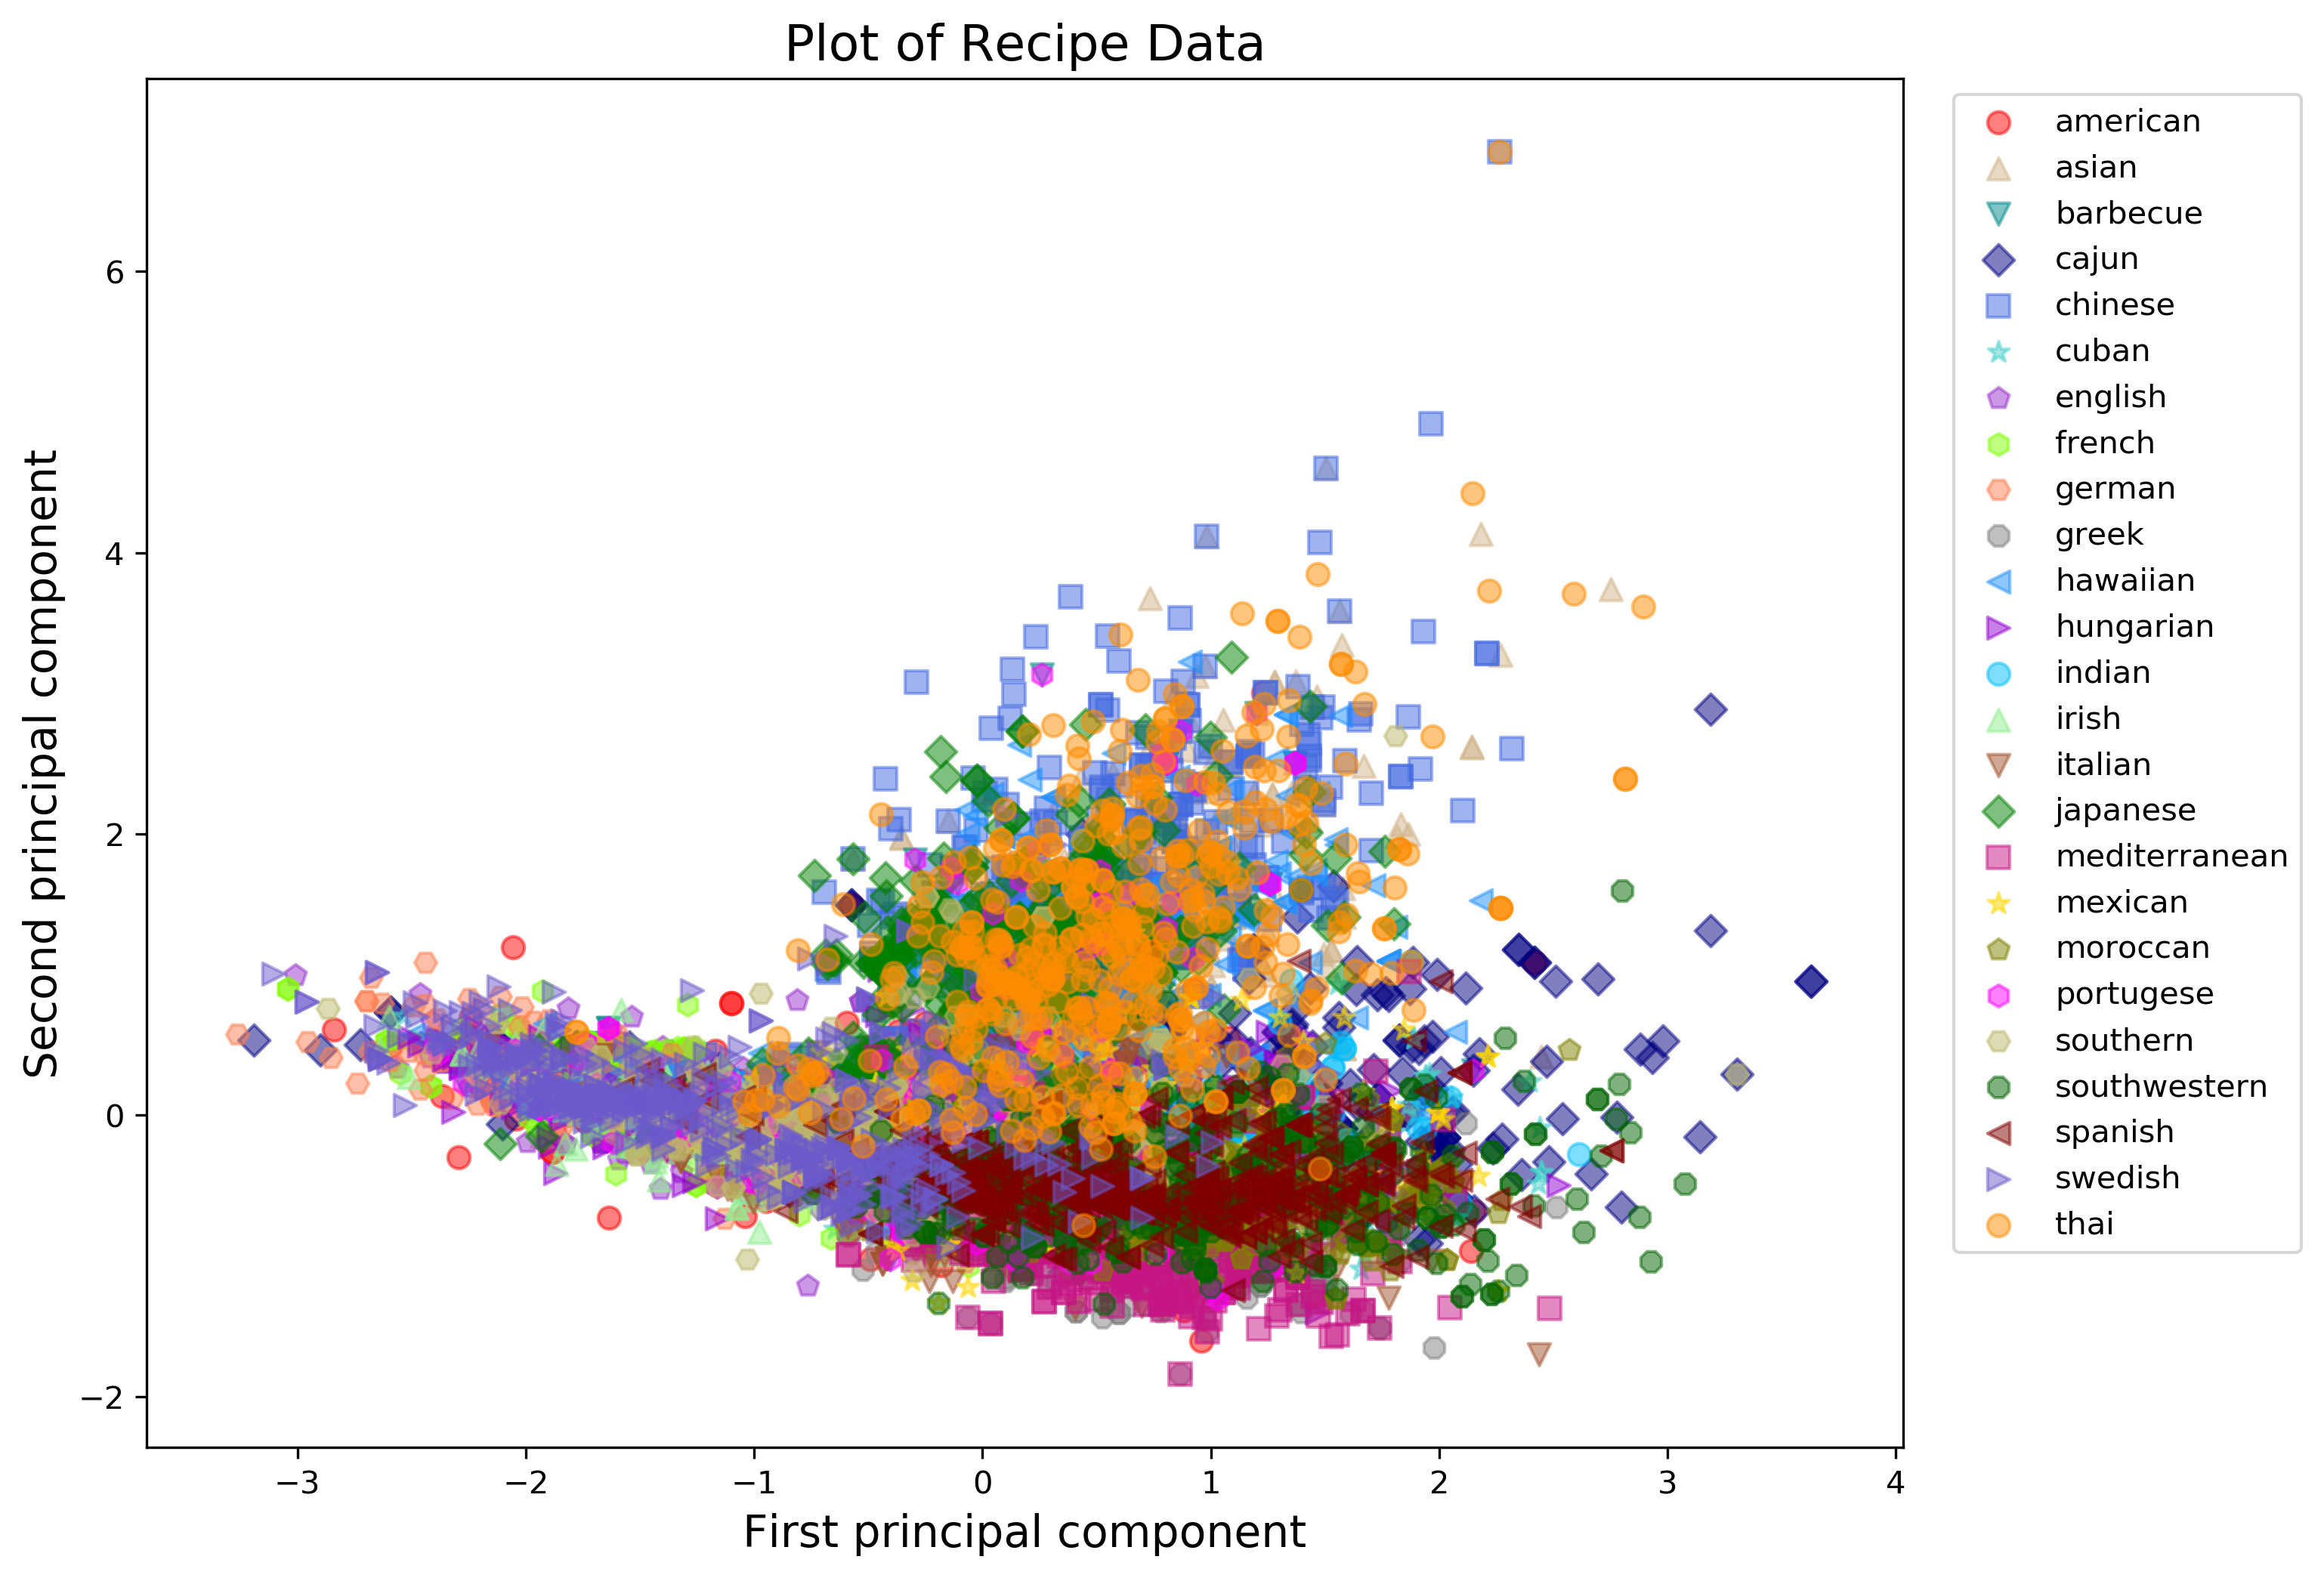 Plot of Recipe Data
Second principal component
6
4
2
0
−2
−3
−2
−1
0
1
2
3
4
First principal component
american
asian
barbecue
cajun
chinese
cuban
english
french
german
greek
hawaiian
hungarian
indian
irish
italian
japanese
mediterranean
mexican
moroccan
portugese
southern
southwestern
spanish
swedish
thai